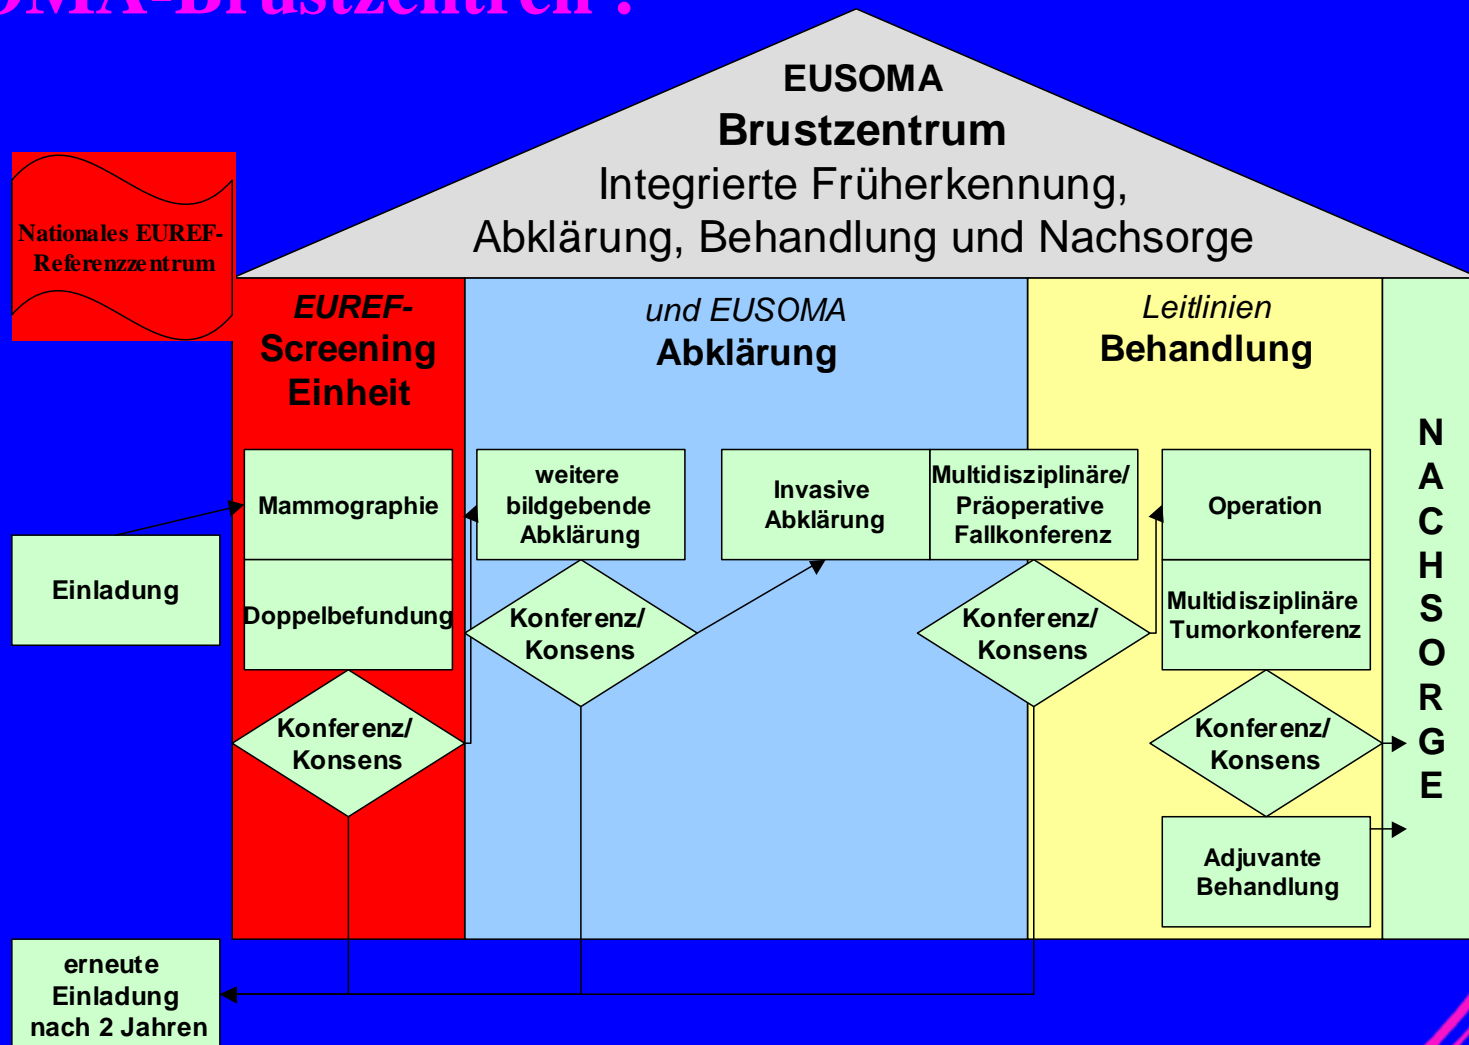 OMA-Brustzentren :
EUSOMA
Brustzentrum
Integrierte Früherkennung,
Abklärung, Behandlung und Nachsorge
Nationales EUREF-
Referenzzentrum
EUREF-
Screening
Einheit
und EUSOMA
Abklärung
Leitlinien
Behandlung
Einladung
Mammographie
Doppelbefundung
Konferenz/
Konsens
weitere
bildgebende
Abklärung
Konferenz/
Konsens
Invasive
Abklärung
Multidisziplinäre/
Präoperative
Fallkonferenz
Konferenz/
Konsens
Operation
Multidisziplinäre
Tumorkonferenz
Konferenz/
Konsens
Adjuvante
Behandlung
N
A
C
H
S
O
R
G
E
erneute
Einladung
nach 2 Jahren